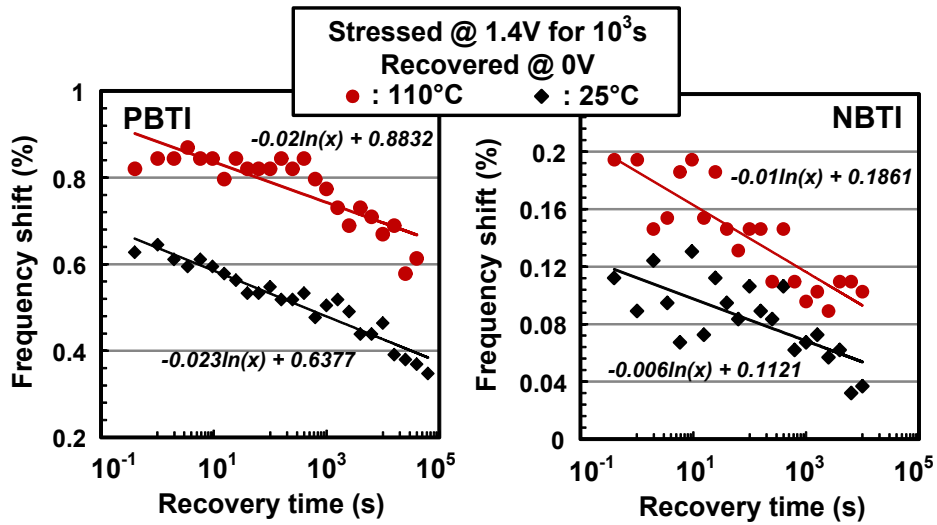 Stressed @ 1.4V for 10³s
Recovered @ 0V
: 110°C : 25°C
PBTI
-0.02ln(x) + 0.8832
-0.023ln(x) + 0.6377
Frequency shift (%)
1
0.8
0.6
0.4
0.2
10⁻¹ 10¹ 10³ 10⁵
Recovery time (s)
NBTI
-0.01ln(x) + 0.1861
-0.006ln(x) + 0.1121
Frequency shift (%)
0.2
0.16
0.12
0.08
0.04
0
10⁻¹ 10¹ 10³ 10⁵
Recovery time (s)